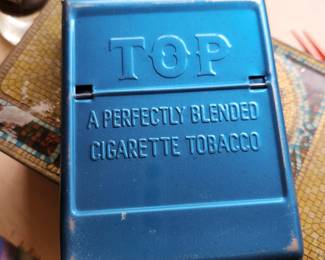 TOP
A PERFECTLY BLENDED
CIGARETTE TOBACCO